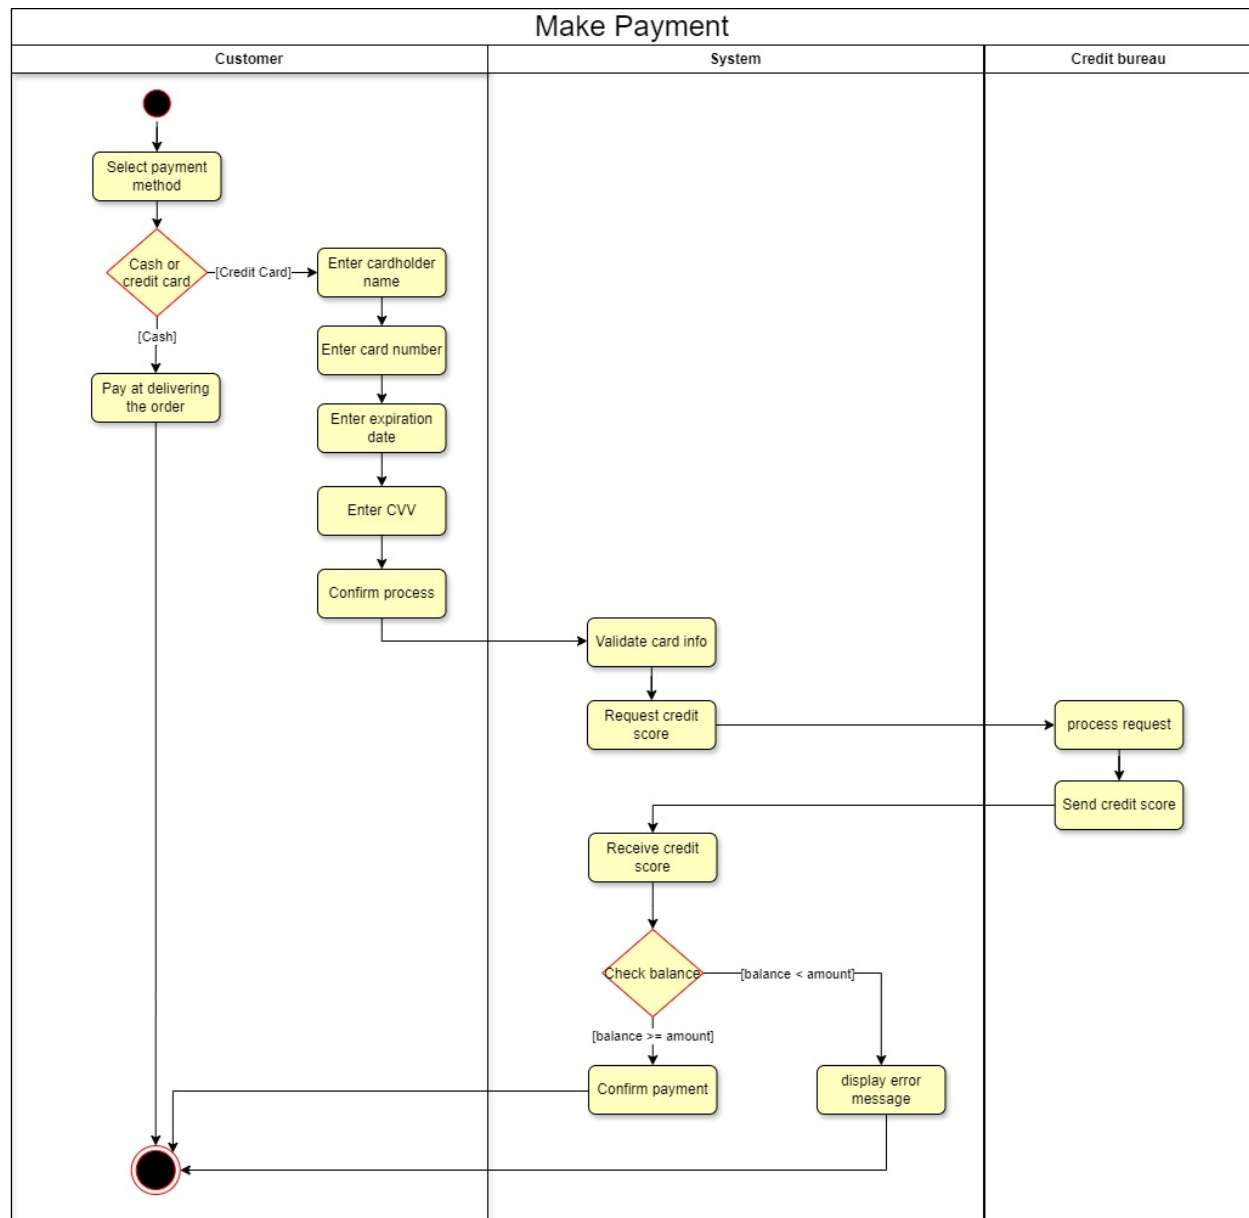 Make Payment
Customer
System
Credit bureau
Select payment
method
Cash or
credit card
[Credit Card]
Enter cardholder
name
[Cash]
Enter card number
Pay at delivering
the order
Enter expiration
date
Enter CVV
Confirm process
Validate card info
Request credit
score
process request
Send credit score
Receive credit
score
Check balance
[balance < amount]
[balance >= amount]
Confirm payment
display error
message